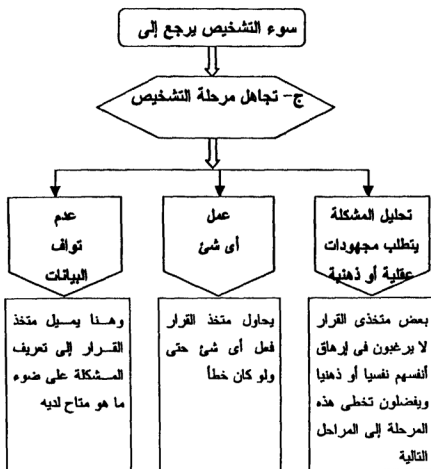 سوء التشخيص يرجع إلى
ج- تجاهل مرحلة التشخيص
تحليل المشكلة
يتطلب مجهودات
عقلية أو ذهنية
عمل
أى شئ
عدم
تواف
البيانات
بعض متخذى القرار
لا يرغبون فى إرهاق
أنفسهم نفسيا أو ذهنيا
ويفضلون تخطى هذه
المرحلة إلى المراحل
التالية
يحاول متخذ القرار
فعل أى شئ حتى
ولو كان خطأ
وهنا يميل متخذ
القرار إلى تعريف
المشكلة على ضوء
ما هو متاح لديه